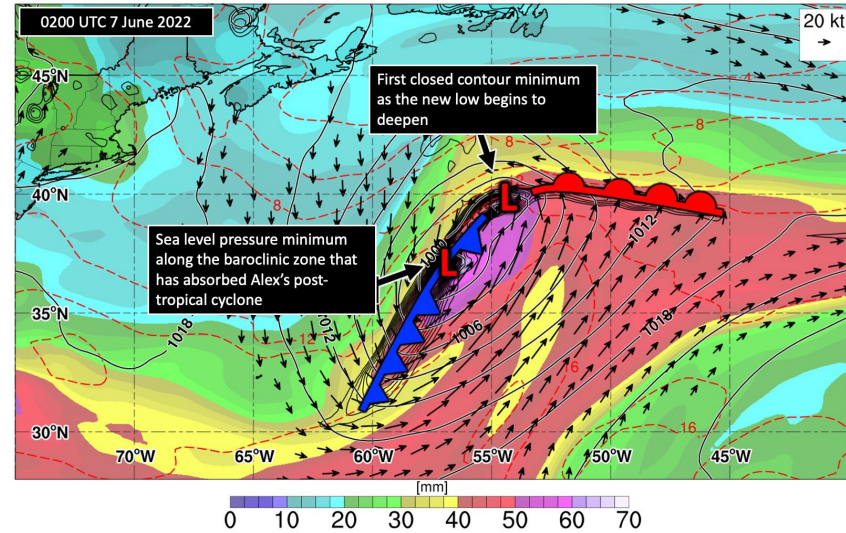 0200 UTC 7 June 2022
20 kt
45°N
4
First closed contour minimum
as the new low begins to
deepen
8
8
8
40°N
L
1012
Sea level pressure minimum
along the baroclinic zone that
has absorbed Alex's post-
tropical cyclone
1000
L
35°N
1018
12
1012
1006
1018
16
16
30°N
70°W
65°W
60°W
55°W
50°W
45°W
[mm]
0 10 20 30 40 50 60 70